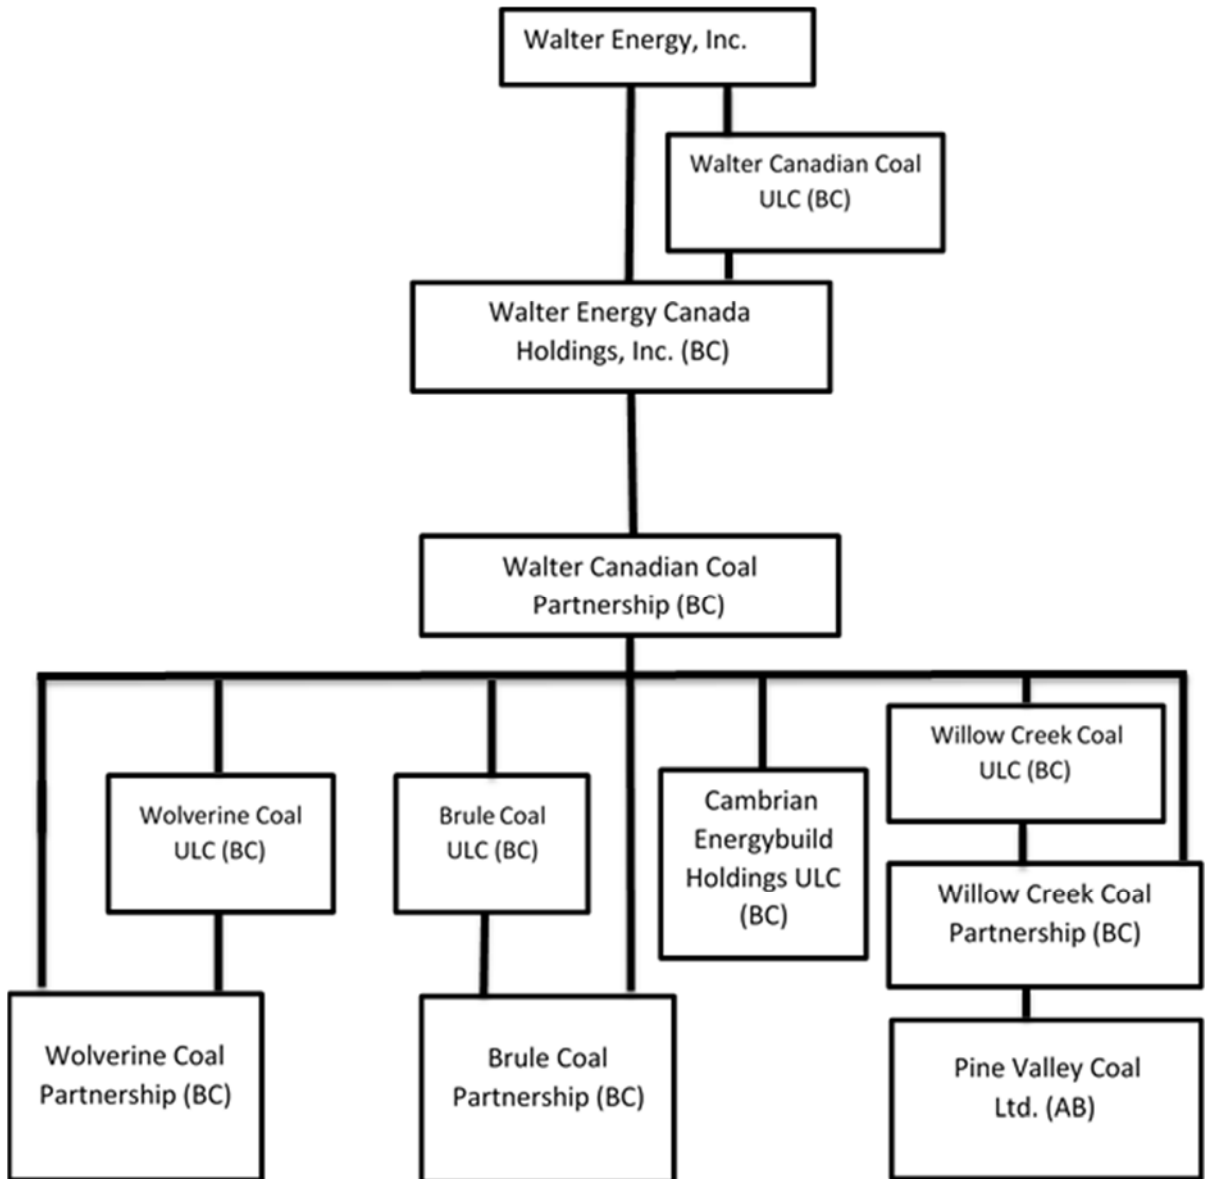 Walter Energy, Inc.
Walter Canadian Coal
ULC (BC)
Walter Energy Canada
Holdings, Inc. (BC)
Walter Canadian Coal
Partnership (BC)
Wolverine Coal
ULC (BC)
Brule Coal
ULC (BC)
Cambrian
Energybuild
Holdings ULC
(BC)
Willow Creek Coal
ULC (BC)
Willow Creek Coal
Partnership (BC)
Wolverine Coal
Partnership (BC)
Brule Coal
Partnership (BC)
Pine Valley Coal
Ltd. (AB)